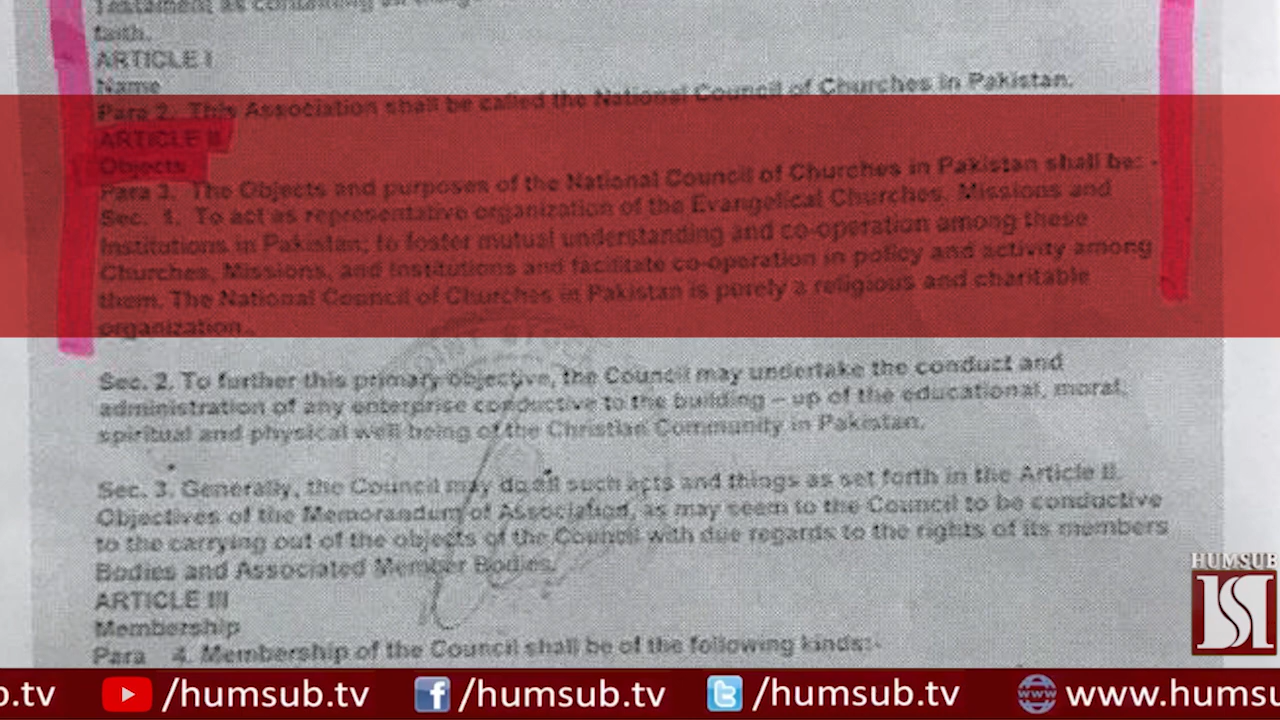 Testament as containing all
faith.
ARTICLE I
Name
Para 2. This Association shall be called the National Council of Churches in Pakistan.
ARTICLE II
Objects
Para 3. The Objects and purposes of the National Council of Churches in Pakistan shall be: -
Sec. 1. To act as representative organization of the Evangelical Churches, Missions and
Institutions in Pakistan; to foster mutual understanding and co-operation among these
Churches, Missions, and Institutions and facilitate co-operation in policy and activity among
them. The National Council of Churches in Pakistan is purely a religious and charitable
organization.
Sec. 2. To further this primary objective, the Council may undertake the conduct and
administration of any enterprise conductive to the building – up of the educational, moral,
spiritual and physical well being of the Christian Community in Pakistan.
Sec. 3. Generally, the Council may do all such acts and things as set forth in the Article II.
Objectives of the Memorandum of Association, as may seem to the Council to be conductive
to the carrying out of the objects of the Council with due regards to the rights of its members
Bodies and Associated Member Bodies.
ARTICLE III
Membership
Para 4. Membership of the Council shall be of the following kinds:-
HUMSUB
b.tv /humsub.tv /humsub.tv /humsub.tv www www.humsu